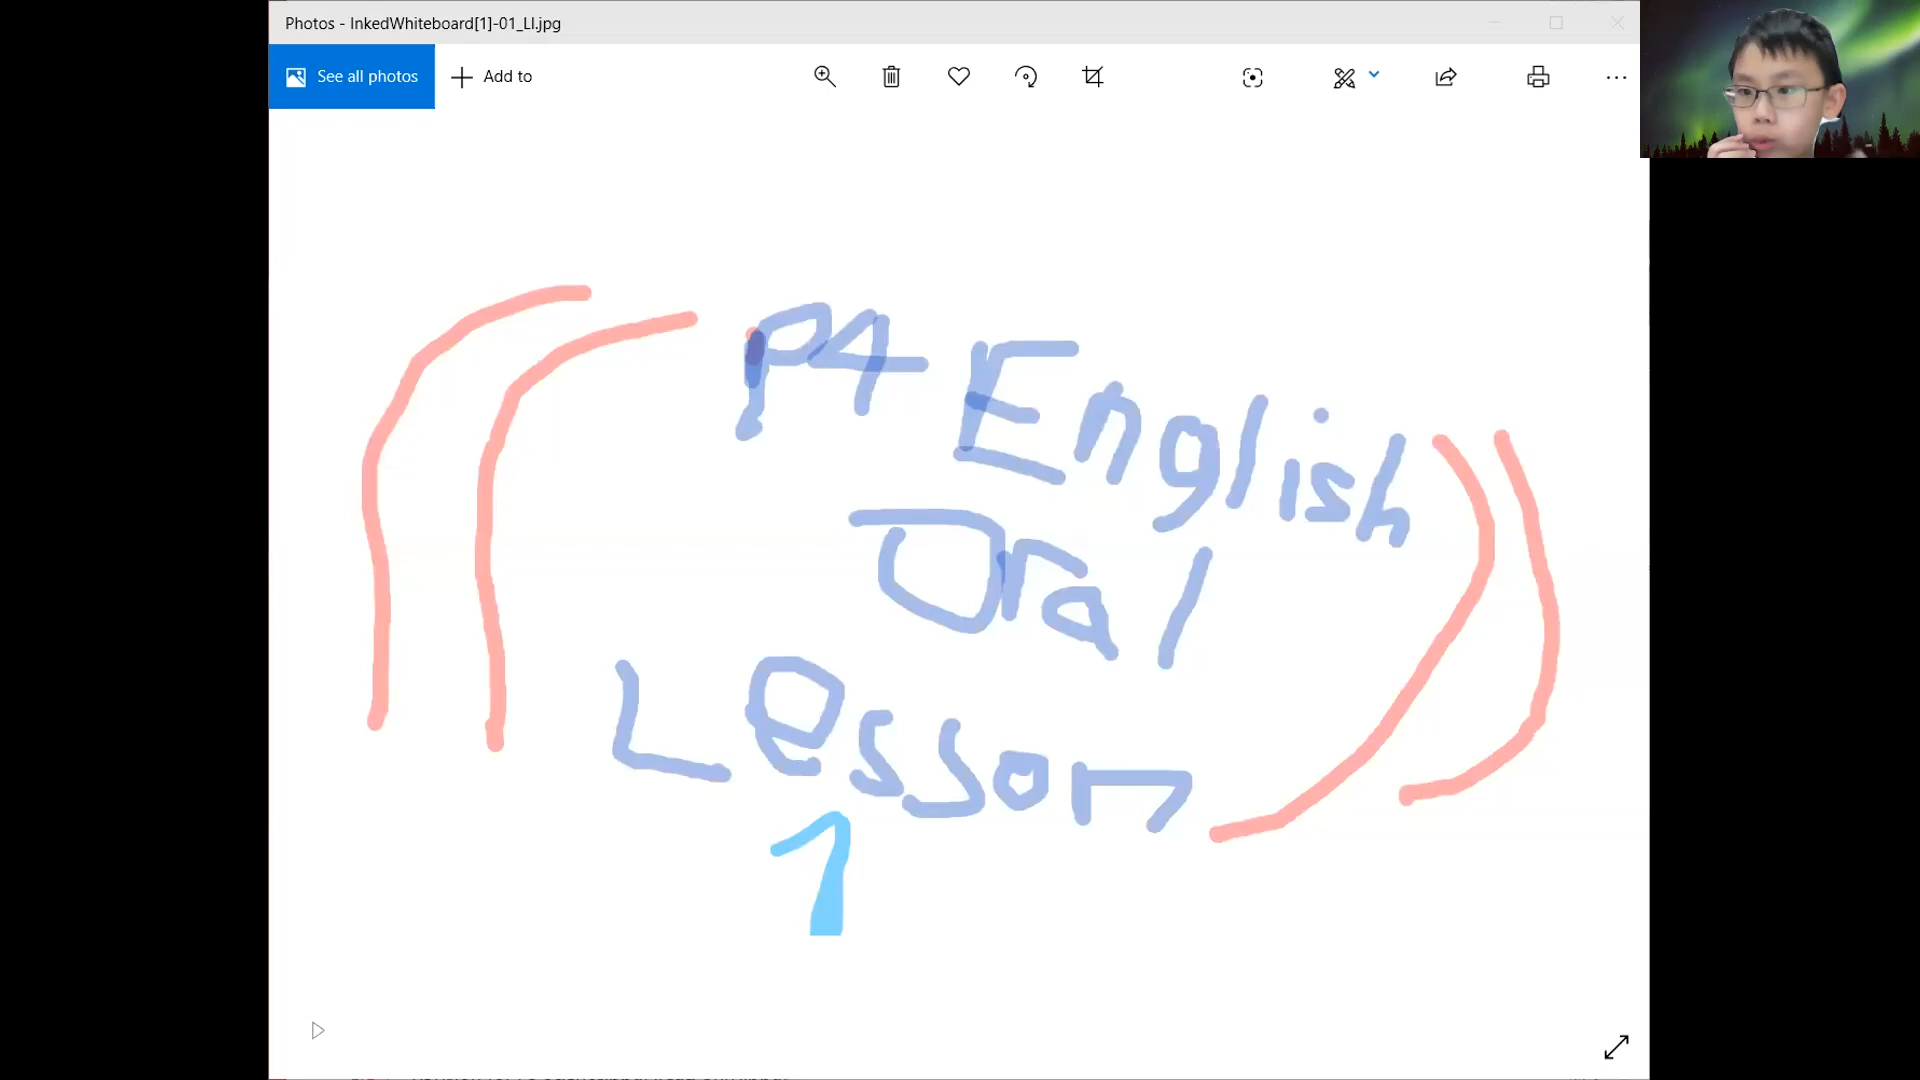 Photos - InkedWhiteboard[1]-01_LI.jpg
See all photos
Add to
P4 English
Oral
Lesson
1